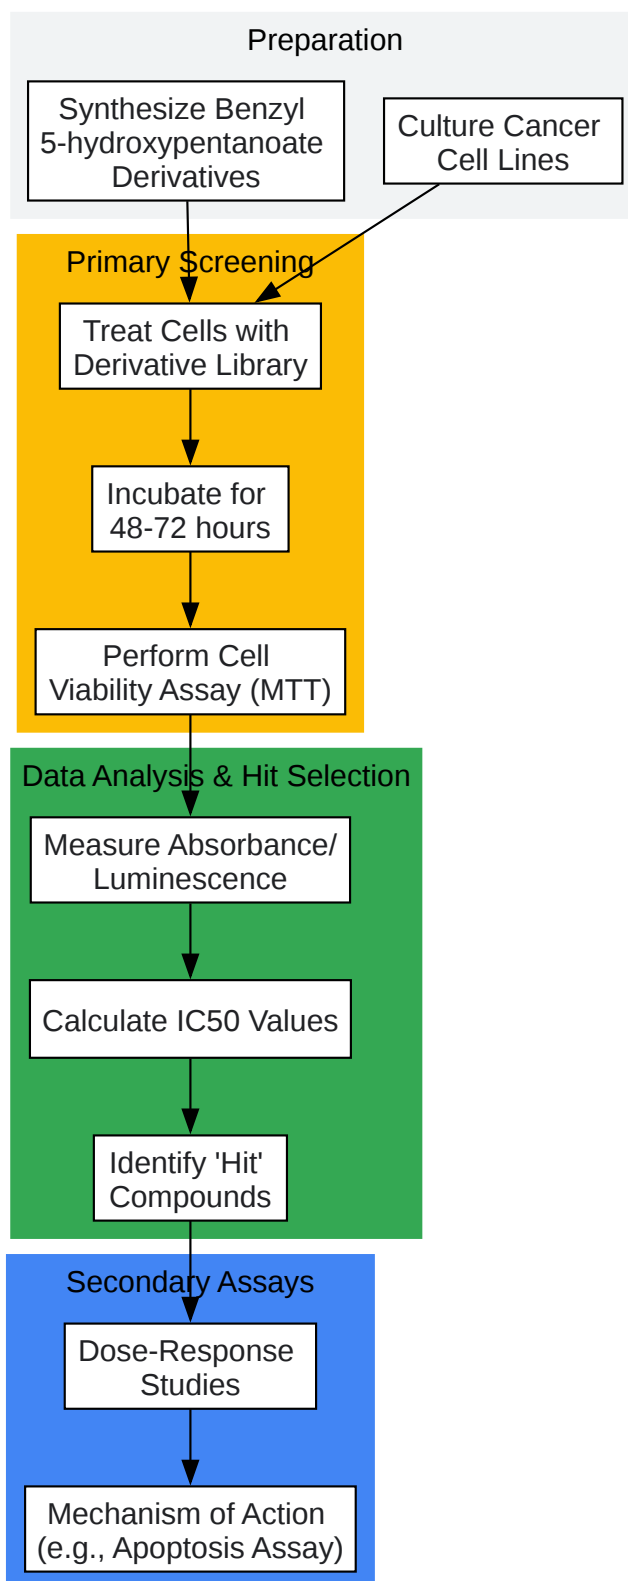 Preparation
Synthesize Benzyl
5-hydroxypentanoate
Derivatives
Culture Cancer
Cell Lines
Primary Screening
Treat Cells with
Derivative Library
Incubate for
48-72 hours
Perform Cell
Viability Assay (MTT)
Data Analysis & Hit Selection
Measure Absorbance/
Luminescence
Calculate IC50 Values
Identify 'Hit'
Compounds
Secondary Assays
Dose-Response
Studies
Mechanism of Action
(e.g., Apoptosis Assay)